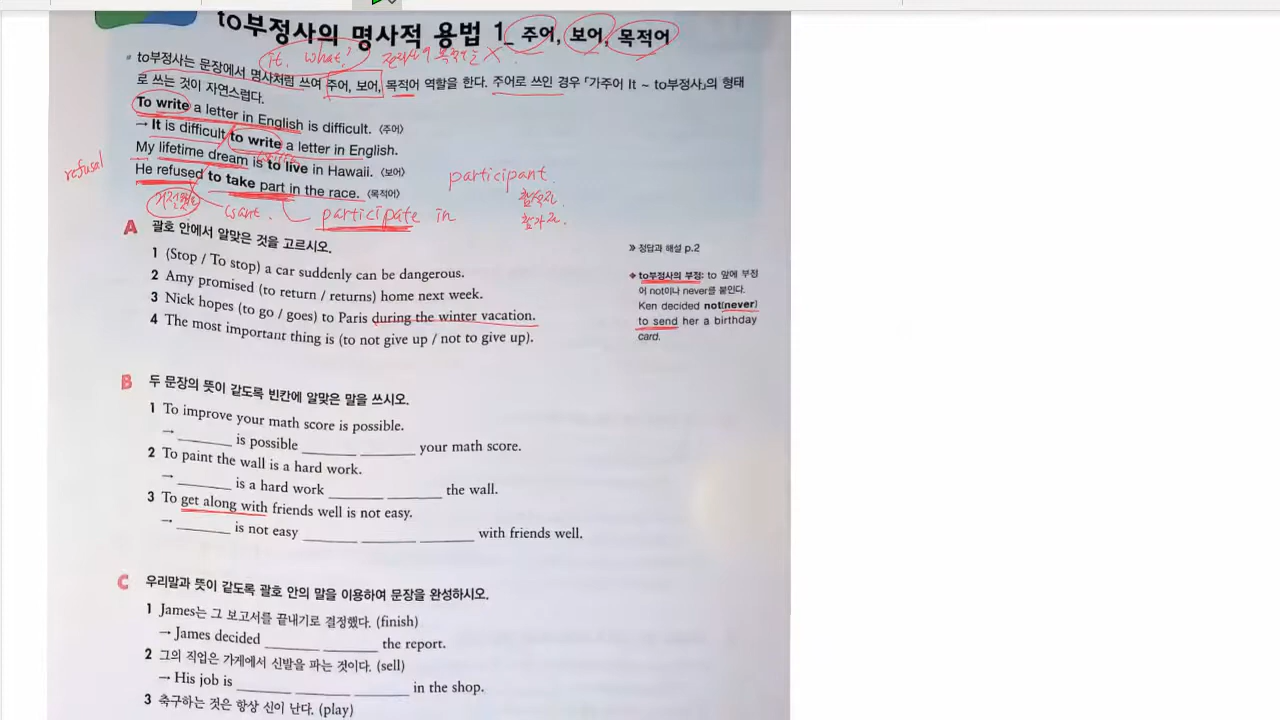 to부정사의 명사적 용법 1_ 주어, 보어, 목적어
it. what?
• to부정사는 문장에서 명사처럼 쓰여 주어, 보어, 목적어 역할을 한다. 주어로 쓰인 경우 「가주어 It ~ to부정사」의 형태
로 쓰는 것이 자연스럽다.
To write a letter in English is difficult. 〈주어〉
→ It is difficult to write a letter in English.
My lifetime dream is to live in Hawaii. 〈보어〉
refusal
He refused to take part in the race. 〈목적어〉
participant
참가자.
participate in
A 괄호 안에서 알맞은 것을 고르시오.
1 (Stop / To stop) a car suddenly can be dangerous.
2 Amy promised (to return / returns) home next week.
3 Nick hopes (to go / goes) to Paris during the winter vacation.
4 The most important thing is (to not give up / not to give up).
» 정답과 해설 p.2
❖ to부정사의 부정: to 앞에 부정
어 not이나 never를 붙인다.
Ken decided not(never)
to send her a birthday
card.
B 두 문장의 뜻이 같도록 빈칸에 알맞은 말을 쓰시오.
1 To improve your math score is possible.
→ ______ is possible ______ ______ your math score.
2 To paint the wall is a hard work.
→ ______ is a hard work ______ ______ the wall.
3 To get along with friends well is not easy.
→ ______ is not easy ______ ______ ______ with friends well.
C 우리말과 뜻이 같도록 괄호 안의 말을 이용하여 문장을 완성하시오.
1 James는 그 보고서를 끝내기로 결정했다. (finish)
→ James decided ______ ______ the report.
2 그의 직업은 가게에서 신발을 파는 것이다. (sell)
→ His job is ______ ______ ______ in the shop.
3 축구하는 것은 항상 신이 난다. (play)